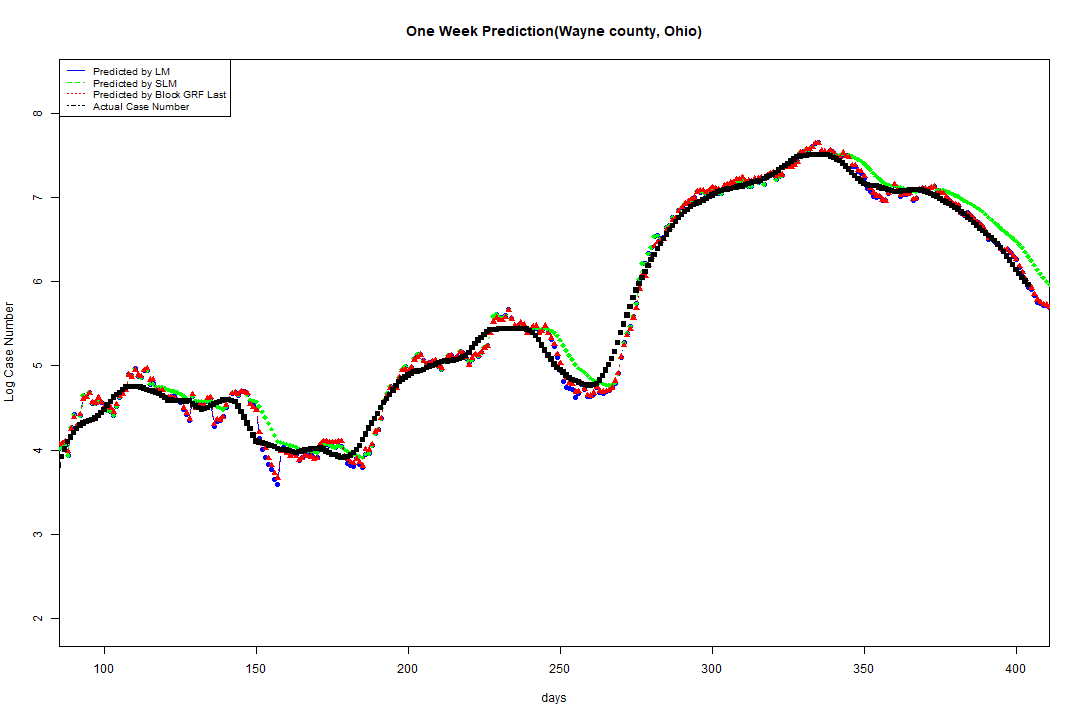 One Week Prediction(Wayne county, Ohio)
Predicted by LM
Predicted by SLM
Predicted by Block GRF Last
Actual Case Number
Log Case Number
8
7
6
5
4
3
2
100 150 200 250 300 350 400
days